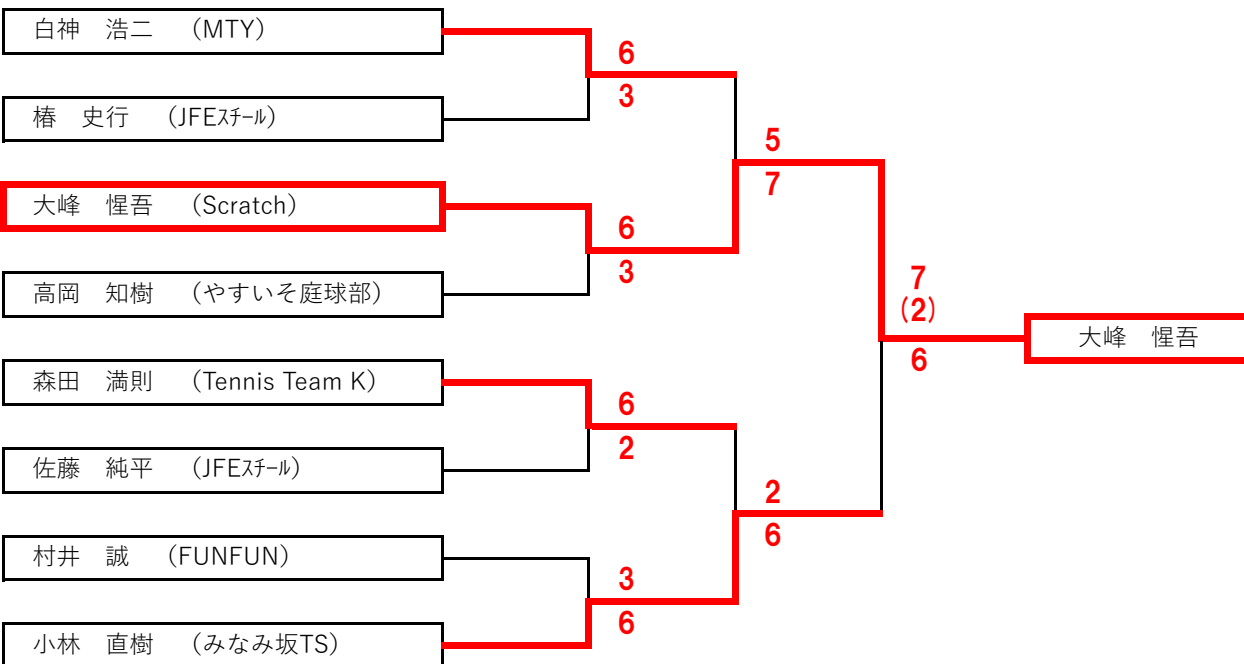 白神　浩二　（MTY）
6
3
椿　史行　（JFEｽﾁｰﾙ）
5
7
大峰　惺吾　（Scratch）
6
3
高岡　知樹　（やすいそ庭球部）
7
（2）
6
大峰　惺吾
森田　満則　（Tennis Team K）
6
2
佐藤　純平　（JFEｽﾁｰﾙ）
2
6
村井　誠　（FUNFUN）
3
6
小林　直樹　（みなみ坂TS）